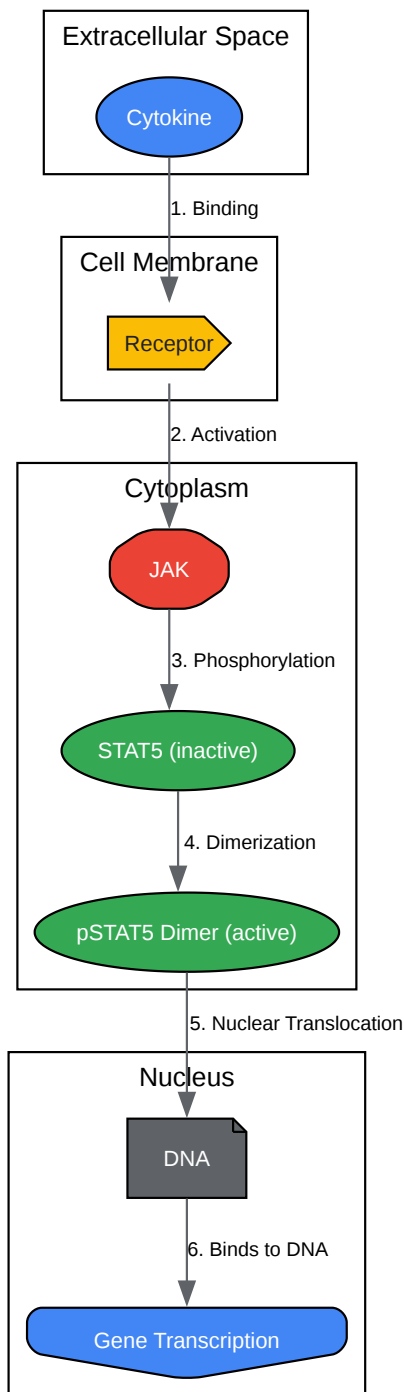 Extracellular Space
Cytokine
1. Binding
Cell Membrane
Receptor
2. Activation
Cytoplasm
JAK
3. Phosphorylation
STAT5 (inactive)
4. Dimerization
pSTAT5 Dimer (active)
5. Nuclear Translocation
Nucleus
DNA
6. Binds to DNA
Gene Transcription